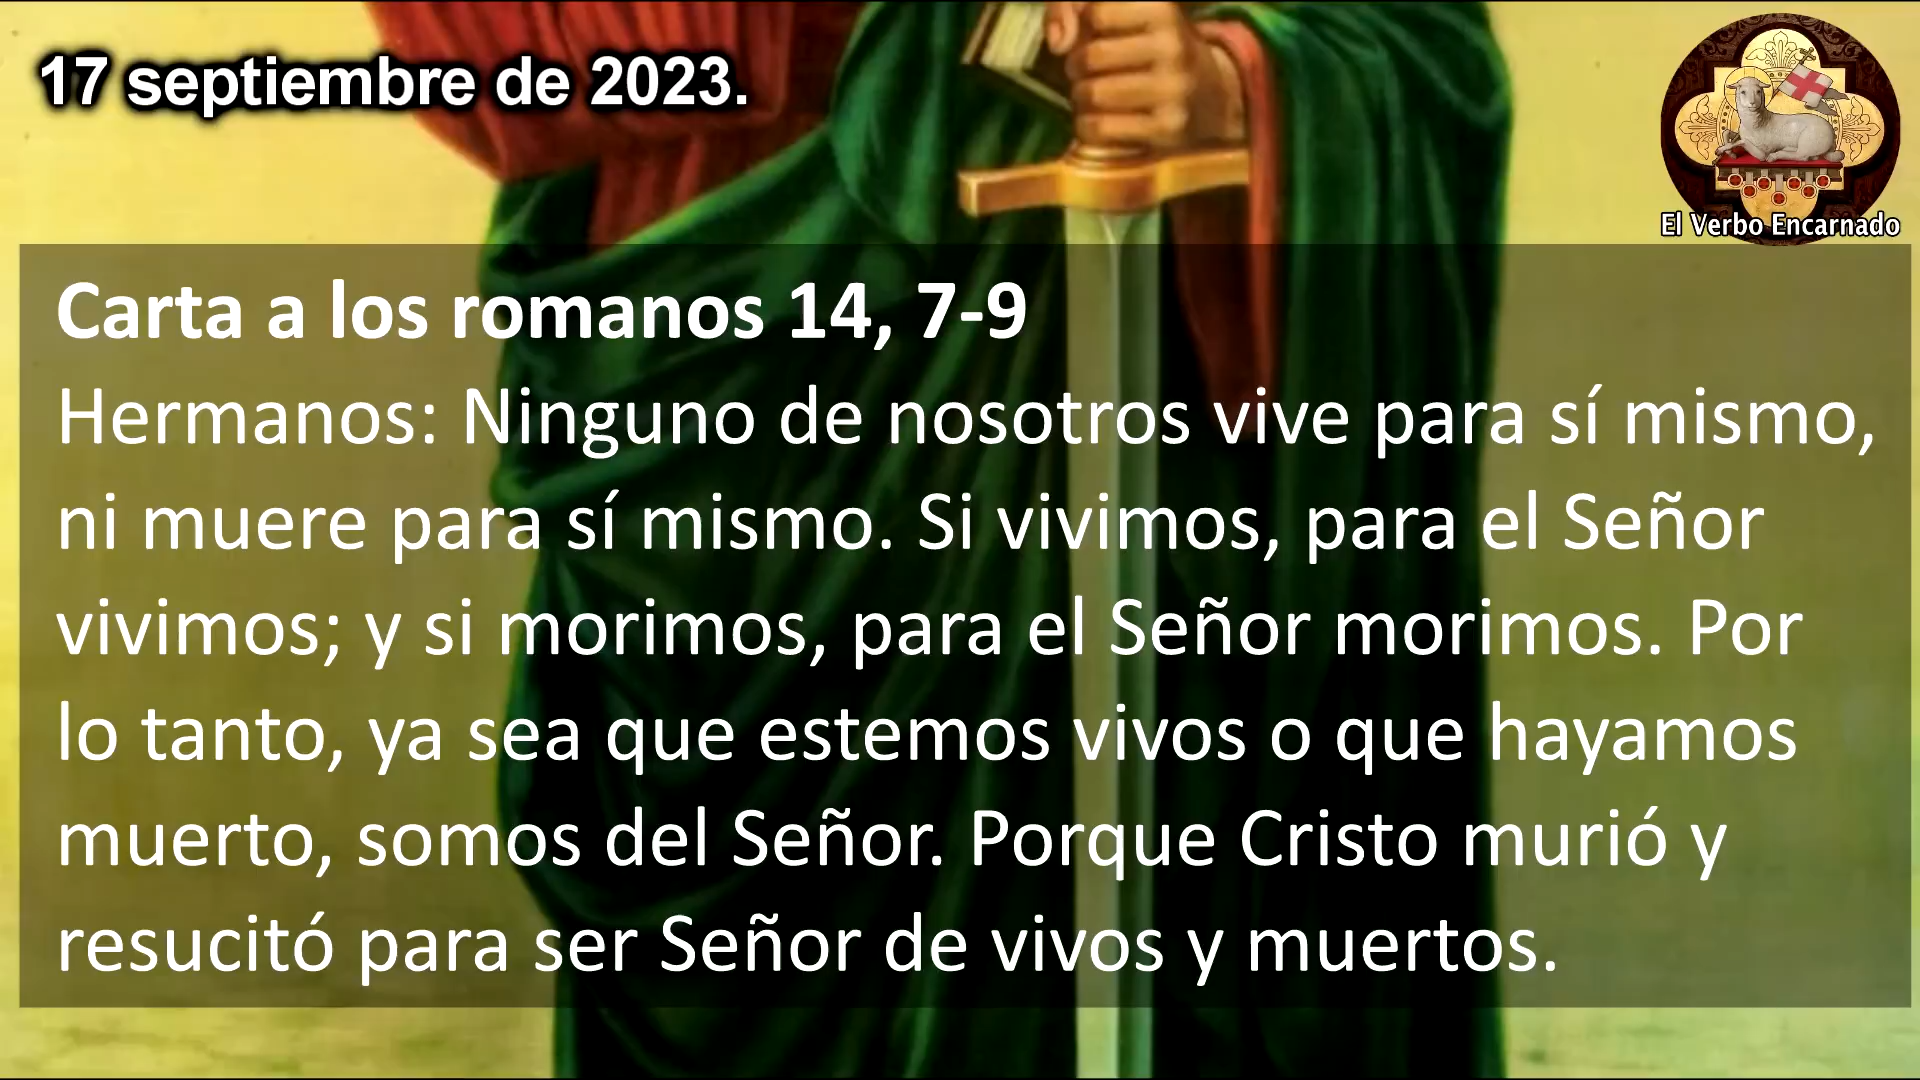 17 septiembre de 2023.
El Verbo Encarnado
Carta a los romanos 14, 7-9
Hermanos: Ninguno de nosotros vive para sí mismo,
ni muere para sí mismo. Si vivimos, para el Señor
vivimos; y si morimos, para el Señor morimos. Por
lo tanto, ya sea que estemos vivos o que hayamos
muerto, somos del Señor. Porque Cristo murió y
resucitó para ser Señor de vivos y muertos.